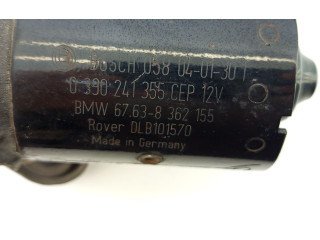 BOSCH 058 04-01-30 1
0 390 241 355 CEP 12V
BMW 67.63-8 362 155
Rover DLB101570
Made in Germany